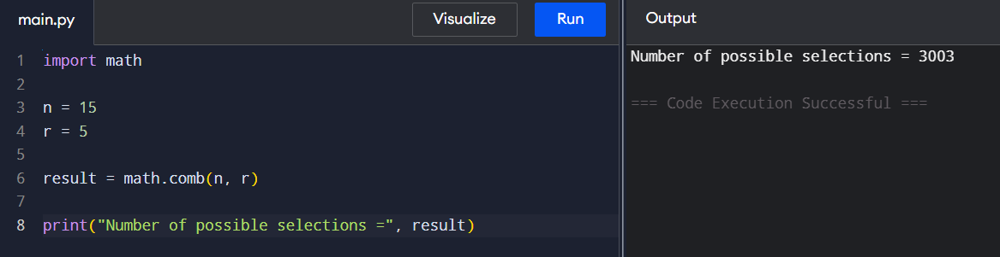 main.py
Visualize
Run
1 import math
2
3 n = 15
4 r = 5
5
6 result = math.comb(n, r)
7
8 print("Number of possible selections =", result)
Output
Number of possible selections = 3003
=== Code Execution Successful ===